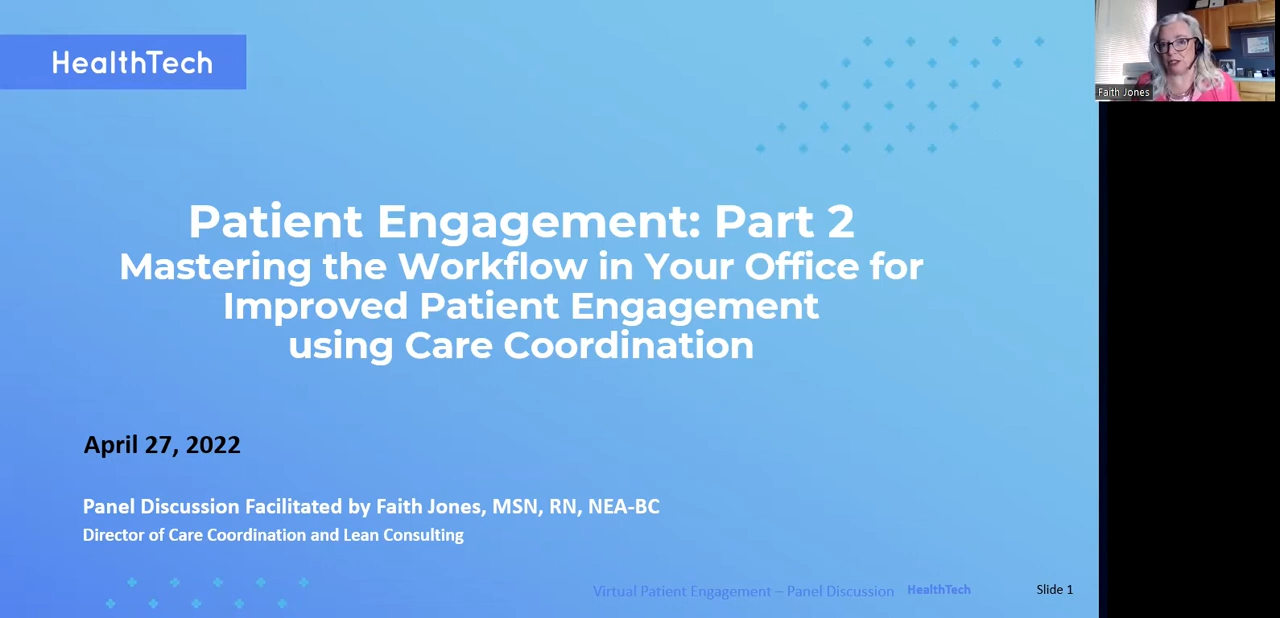 HealthTech
Faith Jones
Patient Engagement: Part 2
Mastering the Workflow in Your Office for
Improved Patient Engagement
using Care Coordination
April 27, 2022
Panel Discussion Facilitated by Faith Jones, MSN, RN, NEA-BC
Director of Care Coordination and Lean Consulting
Virtual Patient Engagement – Panel Discussion HealthTech Slide 1